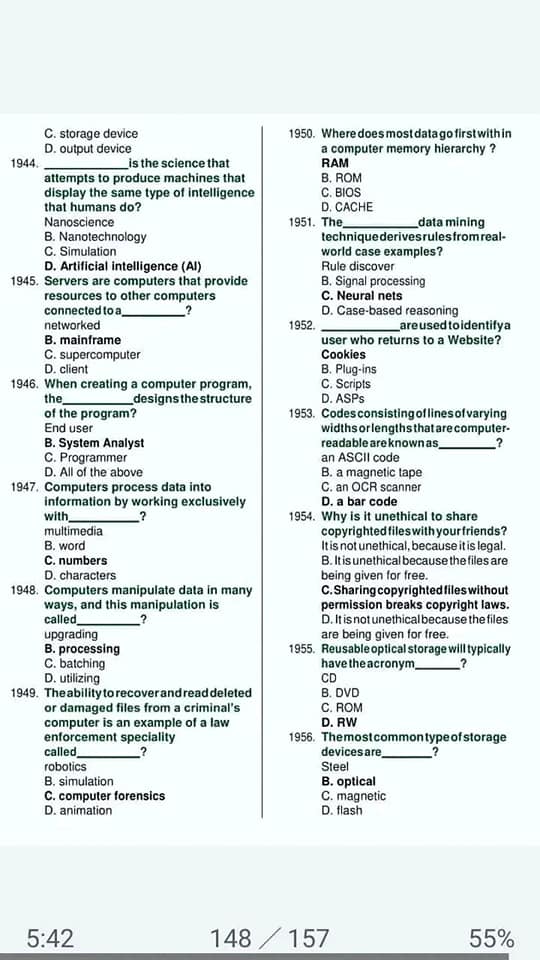 C. storage device
D. output device
1944. ______________is the science that
attempts to produce machines that
display the same type of intelligence
that humans do?
Nanoscience
B. Nanotechnology
C. Simulation
D. Artificial intelligence (AI)
1945. Servers are computers that provide
resources to other computers
connected to a___________?
networked
B. mainframe
C. supercomputer
D. client
1946. When creating a computer program,
the____________designs the structure
of the program?
End user
B. System Analyst
C. Programmer
D. All of the above
1947. Computers process data into
information by working exclusively
with____________?
multimedia
B. word
C. numbers
D. characters
1948. Computers manipulate data in many
ways, and this manipulation is
called___________?
upgrading
B. processing
C. batching
D. utilizing
1949. The ability to recover and read deleted
or damaged files from a criminal's
computer is an example of a law
enforcement speciality
called___________?
robotics
B. simulation
C. computer forensics
D. animation
1950. Where does most data go first with in
a computer memory hierarchy ?
RAM
B. ROM
C. BIOS
D. CACHE
1951. The_____________data mining
technique derives rules from real-
world case examples?
Rule discover
B. Signal processing
C. Neural nets
D. Case-based reasoning
1952. _____________are used to identify a
user who returns to a Website?
Cookies
B. Plug-ins
C. Scripts
D. ASPs
1953. Codes consisting of lines of varying
widths or lengths that are computer-
readable are known as__________?
an ASCII code
B. a magnetic tape
C. an OCR scanner
D. a bar code
1954. Why is it unethical to share
copyrighted files with your friends?
It is not unethical, because it is legal.
B. It is unethical because the files are
being given for free.
C. Sharing copyrighted files without
permission breaks copyright laws.
D. It is not unethical because the files
are being given for free.
1955. Reusable optical storage will typically
have the acronym________?
CD
B. DVD
C. ROM
D. RW
1956. The most common type of storage
devices are_________?
Steel
B. optical
C. magnetic
D. flash
5:42 148 / 157 55%